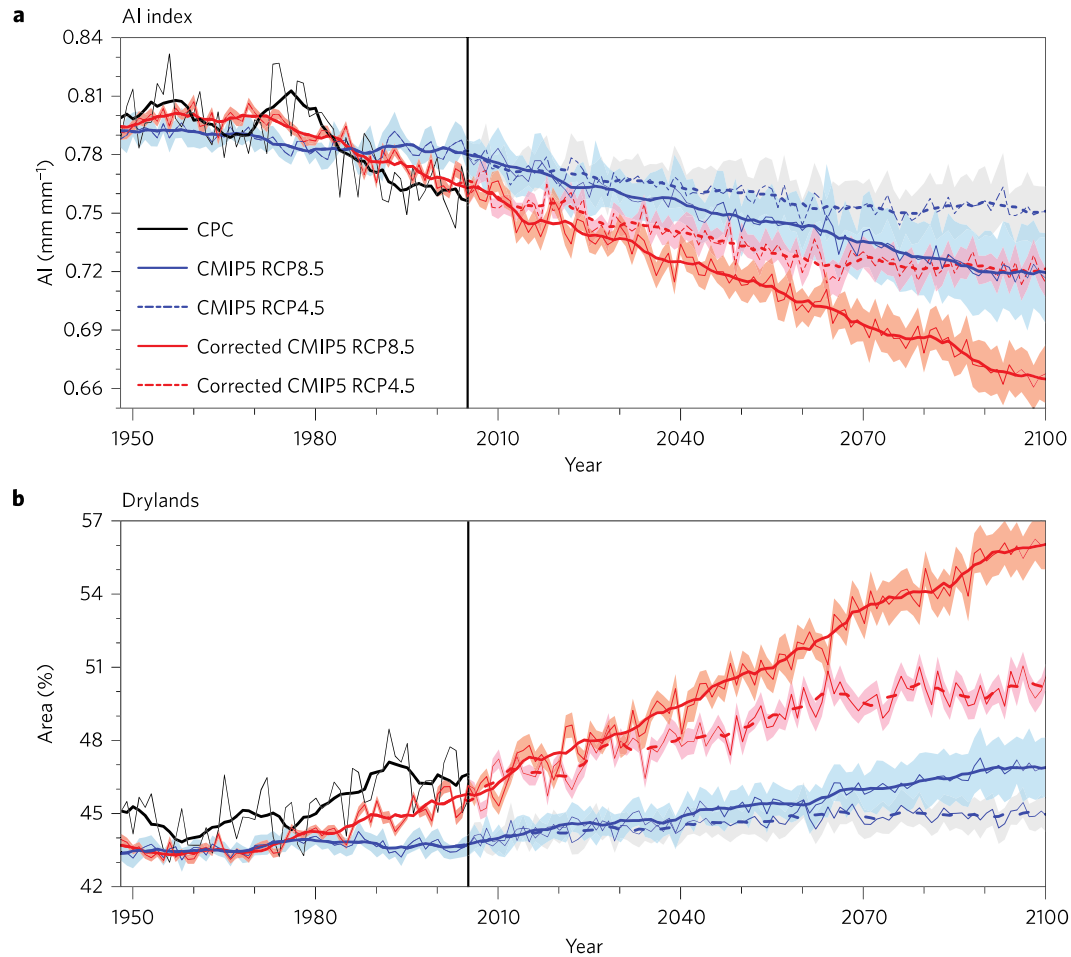 a AI index
0.84
0.81
0.78
0.75
0.72
0.69
0.66
AI (mm mm⁻¹)
CPC
CMIP5 RCP8.5
CMIP5 RCP4.5
Corrected CMIP5 RCP8.5
Corrected CMIP5 RCP4.5
1950 1980 2010 2040 2070 2100
Year
b Drylands
57
54
51
48
45
42
Area (%)
1950 1980 2010 2040 2070 2100
Year